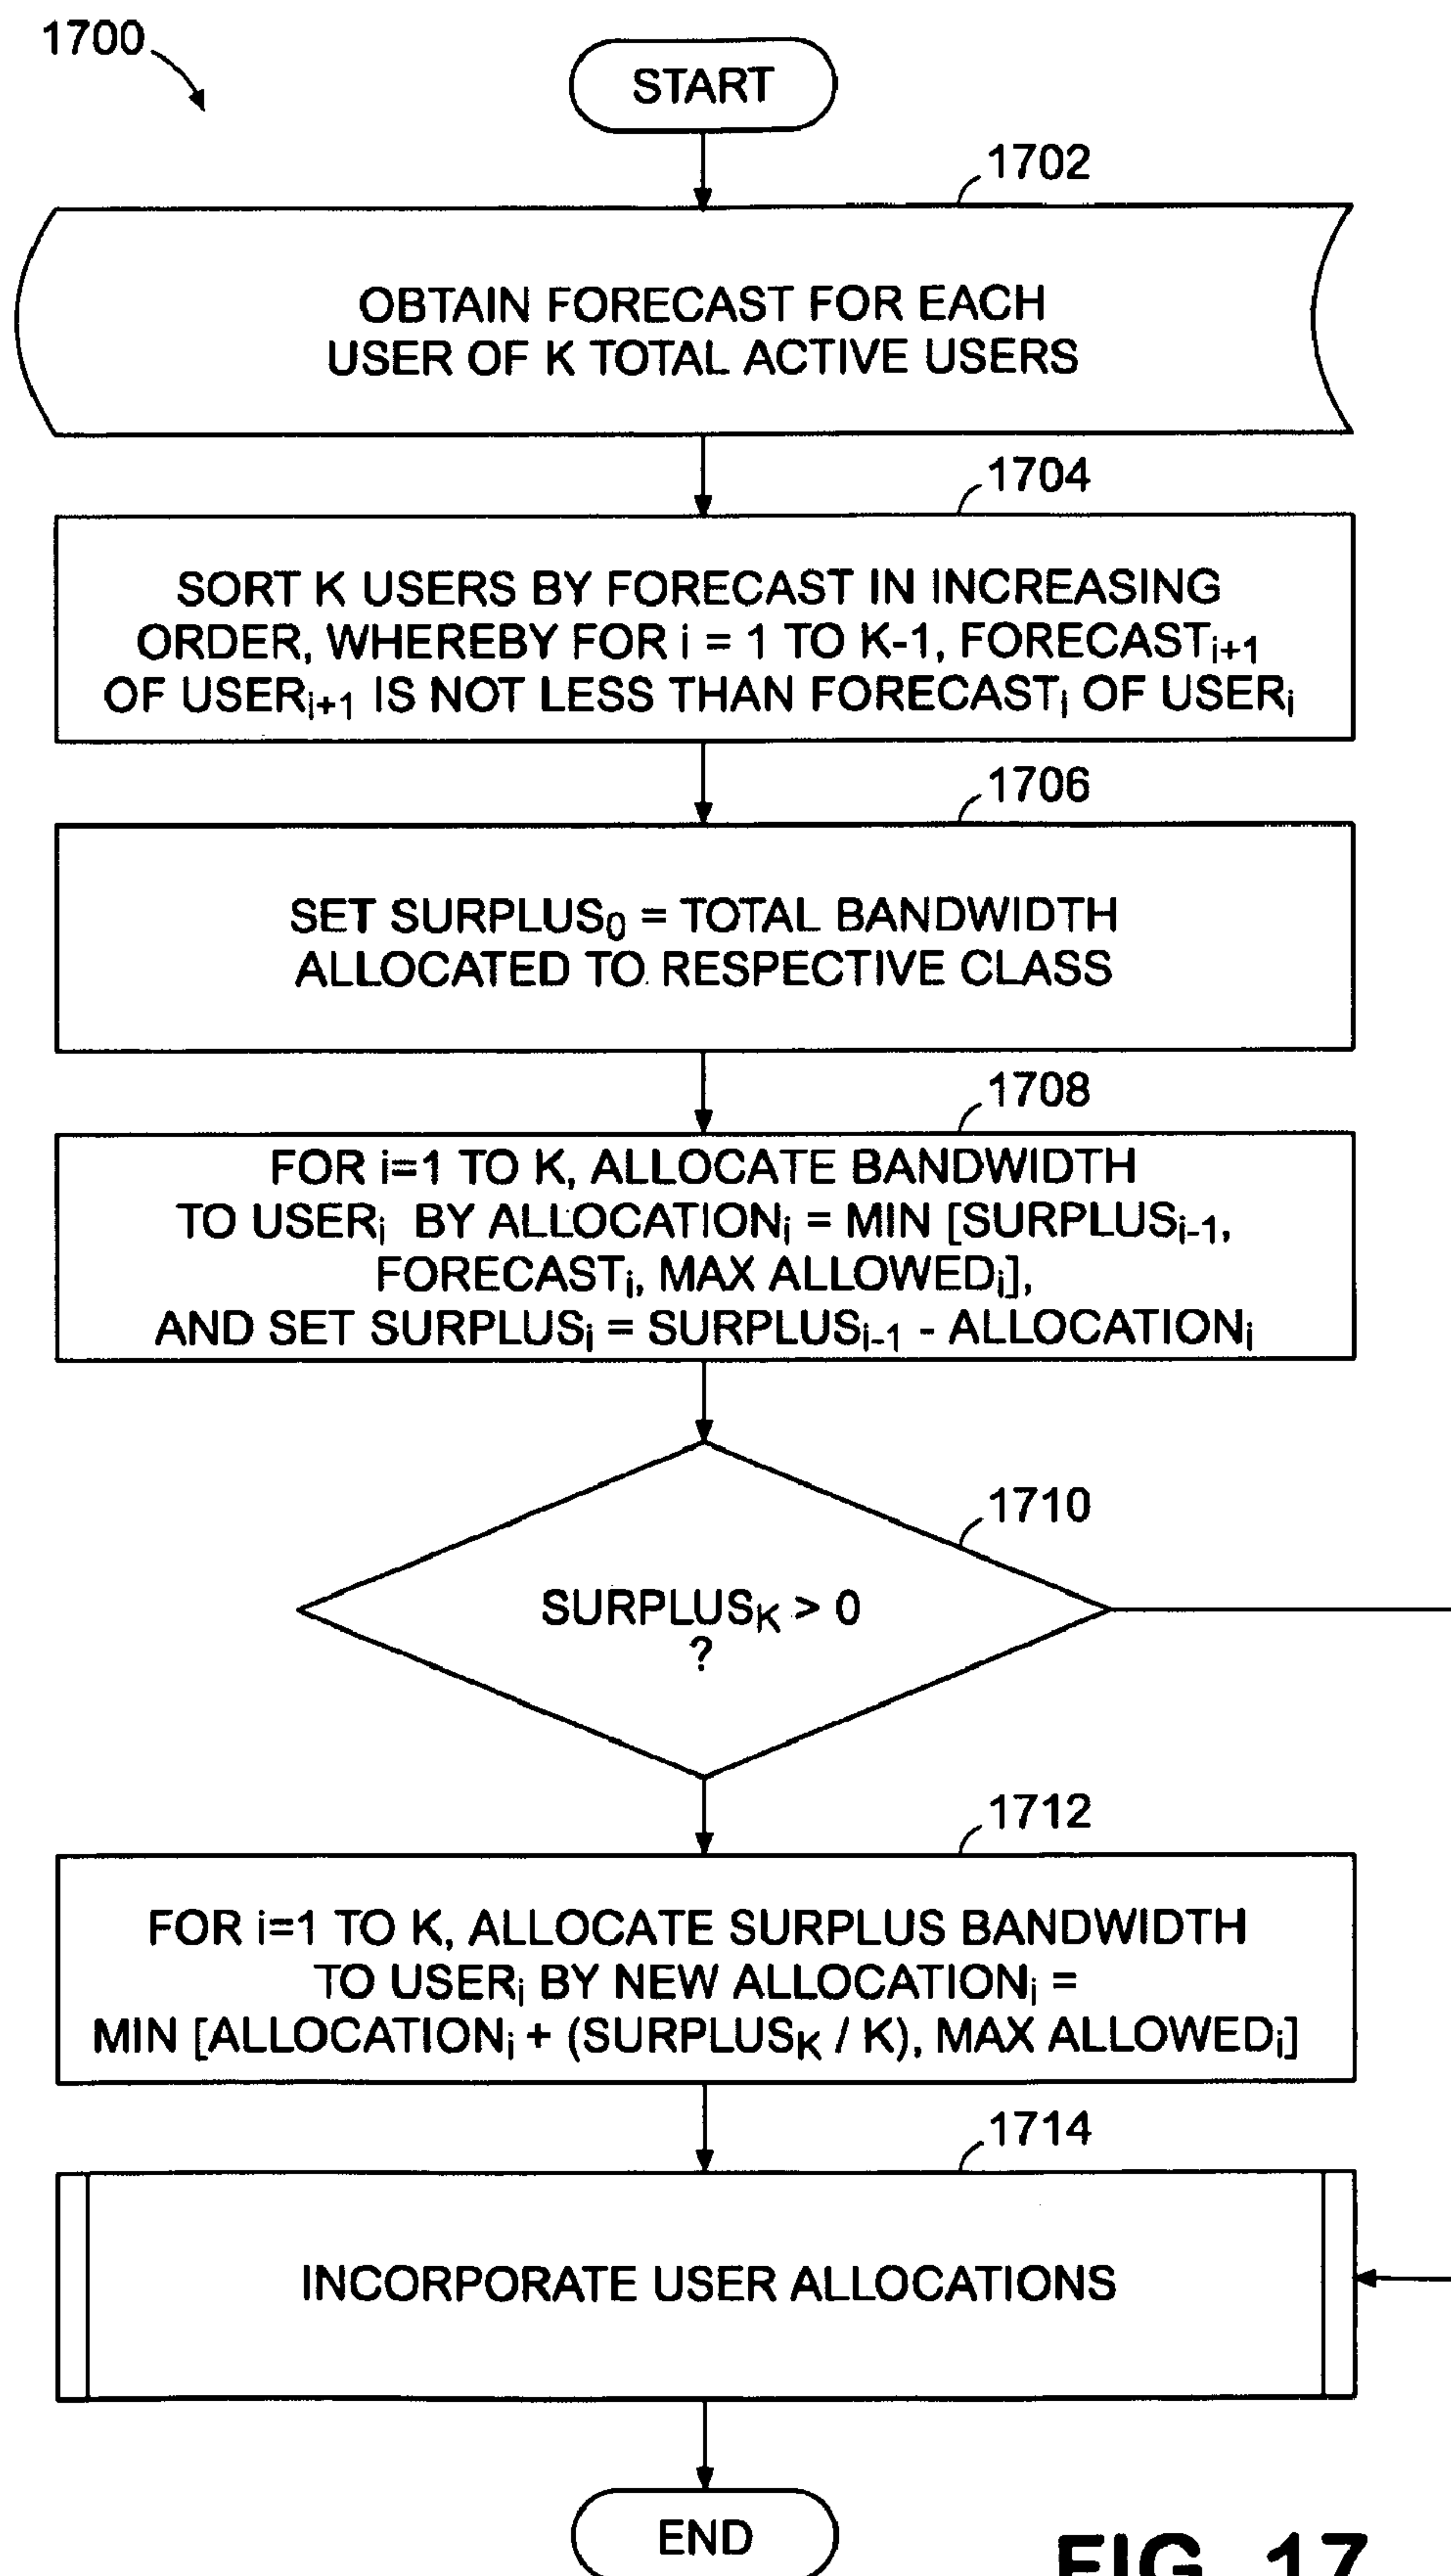 1700
START
1702
OBTAIN FORECAST FOR EACH
USER OF K TOTAL ACTIVE USERS
1704
SORT K USERS BY FORECAST IN INCREASING
ORDER, WHEREBY FOR i = 1 TO K-1, FORECASTi+1
OF USERi+1 IS NOT LESS THAN FORECASTi OF USERi
1706
SET SURPLUS0 = TOTAL BANDWIDTH
ALLOCATED TO RESPECTIVE CLASS
1708
FOR i=1 TO K, ALLOCATE BANDWIDTH
TO USERi BY ALLOCATIONi = MIN [SURPLUSi-1,
FORECASTi, MAX ALLOWEDi],
AND SET SURPLUSi = SURPLUSi-1 - ALLOCATIONi
1710
SURPLUSK > 0
?
1712
FOR i=1 TO K, ALLOCATE SURPLUS BANDWIDTH
TO USERi BY NEW ALLOCATIONi =
MIN [ALLOCATIONi + (SURPLUSK / K), MAX ALLOWEDi]
1714
INCORPORATE USER ALLOCATIONS
END
FIG. 17